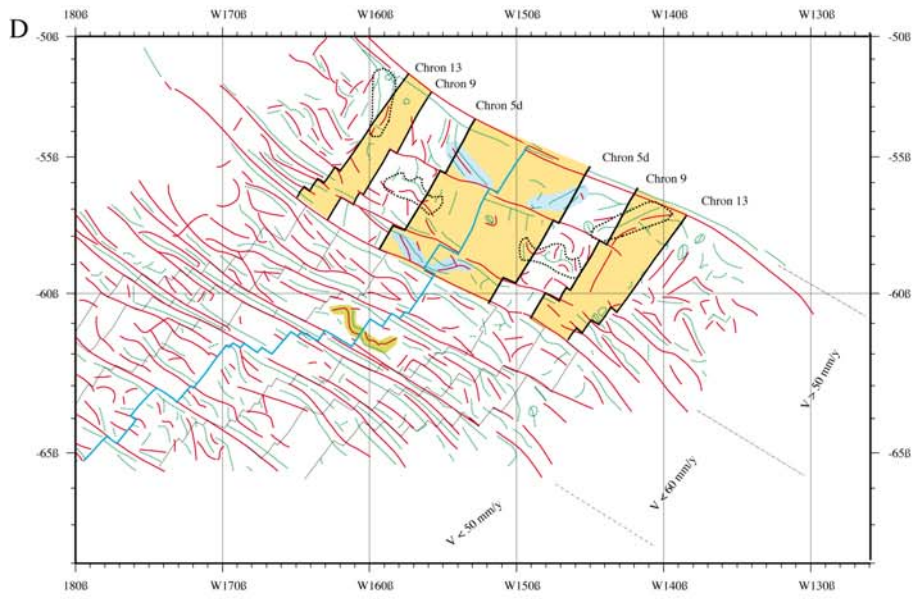 D
180ß W170ß W160ß W150ß W140ß W130ß
-50ß -50ß
Chron 13
Chron 9
Chron 5d
-55ß -55ß
Chron 5d
Chron 9
Chron 13
-60ß -60ß
V > 50 mm/y
-65ß -65ß
V < 60 mm/y
V < 50 mm/y
180ß W170ß W160ß W150ß W140ß W130ß